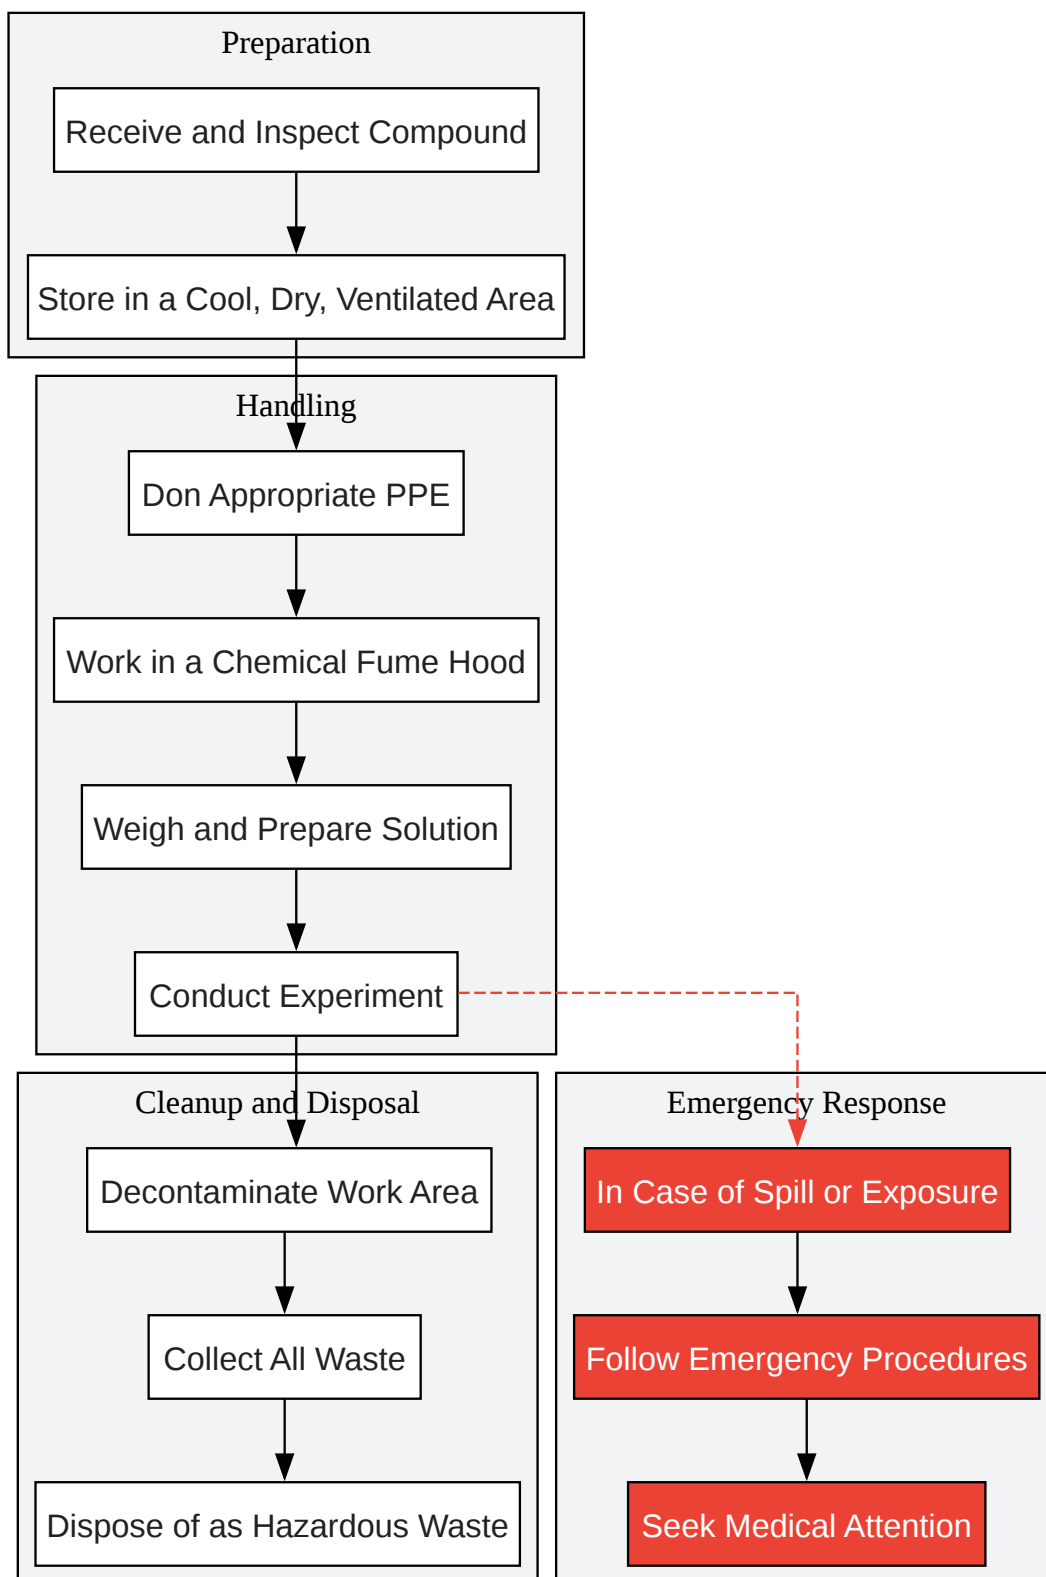 Preparation
Receive and Inspect Compound
Store in a Cool, Dry, Ventilated Area
Handling
Don Appropriate PPE
Work in a Chemical Fume Hood
Weigh and Prepare Solution
Conduct Experiment
Cleanup and Disposal
Decontaminate Work Area
Collect All Waste
Dispose of as Hazardous Waste
Emergency Response
In Case of Spill or Exposure
Follow Emergency Procedures
Seek Medical Attention